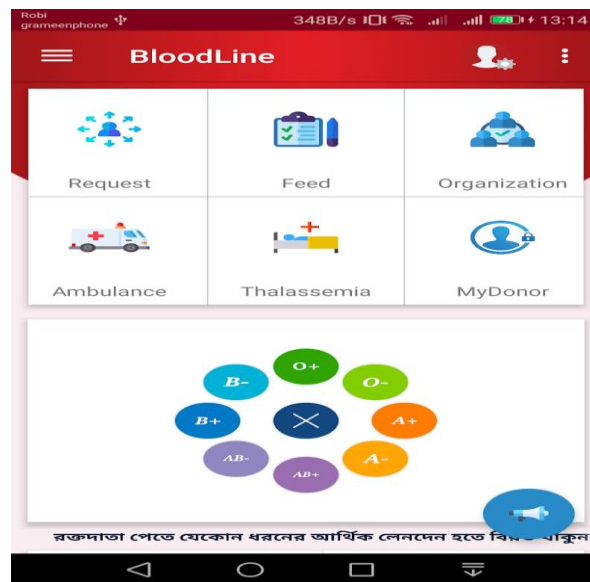 Robi
grameenphone 348B/s 78 13:14
BloodLine
Request Feed Organization
Ambulance Thalassemia MyDonor
O+
B- O-
B+ A+
AB- A-
AB+
রক্তদাতা পেতে যেকোন ধরনের আর্থিক লেনদেন হতে থাকুন